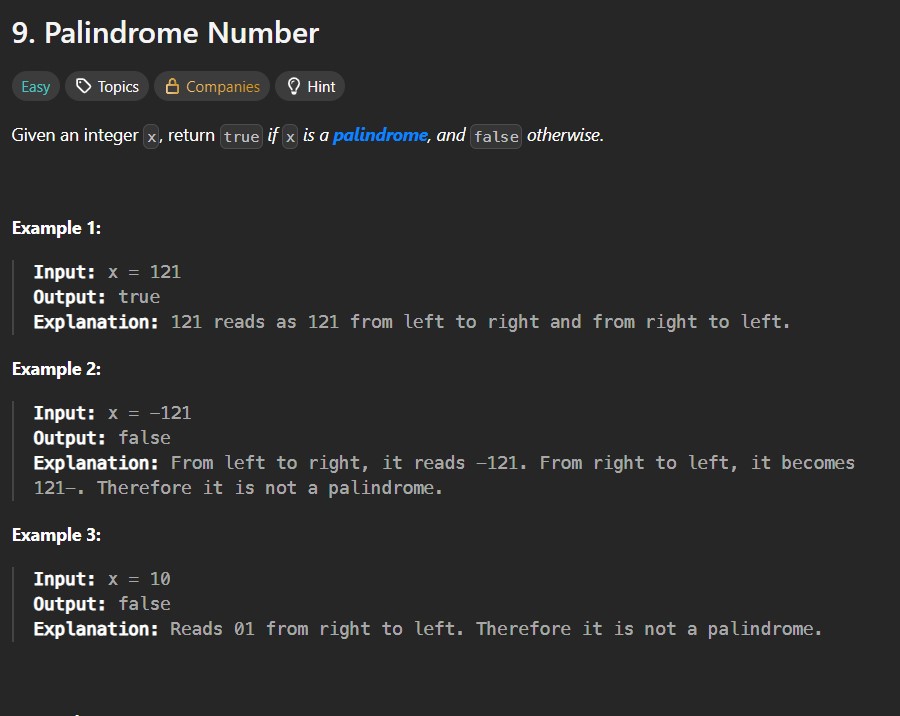 9. Palindrome Number
Easy Topics Companies Hint
Given an integer x, return true if x is a palindrome, and false otherwise.
Example 1:
Input: x = 121
Output: true
Explanation: 121 reads as 121 from left to right and from right to left.
Example 2:
Input: x = -121
Output: false
Explanation: From left to right, it reads -121. From right to left, it becomes
121-. Therefore it is not a palindrome.
Example 3:
Input: x = 10
Output: false
Explanation: Reads 01 from right to left. Therefore it is not a palindrome.